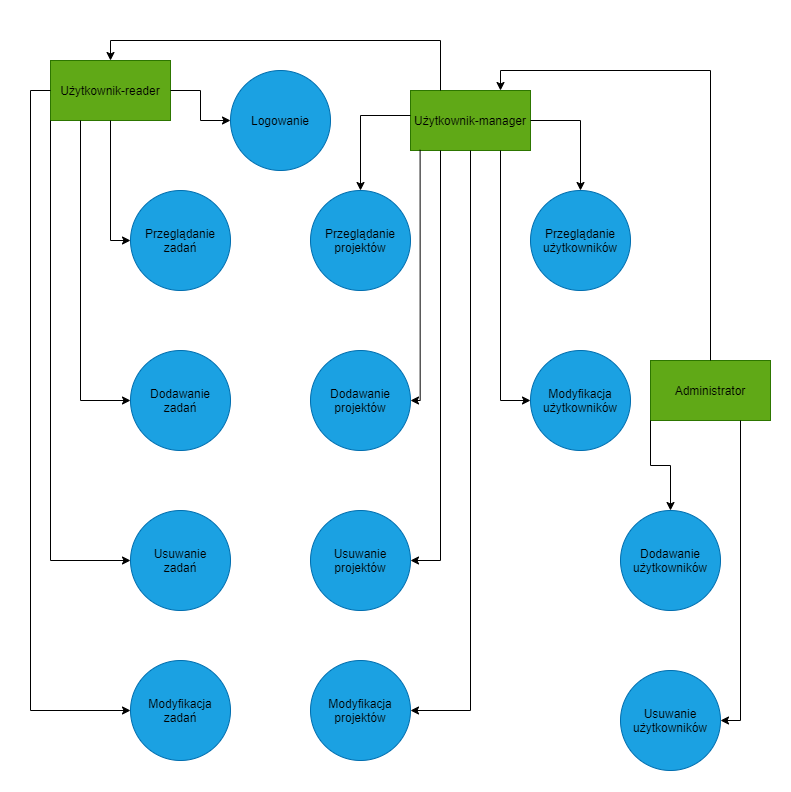 Użytkownik-reader
Logowanie
Użytkownik-manager
Przeglądanie
zadań
Przeglądanie
projektów
Przeglądanie
użytkowników
Dodawanie
zadań
Dodawanie
projektów
Modyfikacja
użytkowników
Administrator
Usuwanie
zadań
Usuwanie
projektów
Dodawanie
użytkowników
Modyfikacja
zadań
Modyfikacja
projektów
Usuwanie
użytkowników